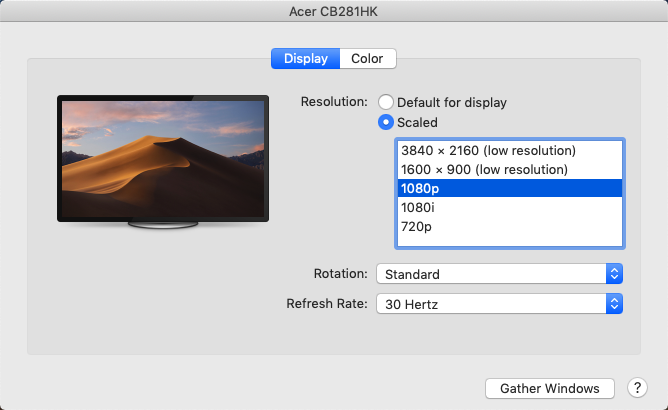 Acer CB281HK
Display Color
Resolution: Default for display
Scaled
3840 × 2160 (low resolution)
1600 × 900 (low resolution)
1080p
1080i
720p
Rotation: Standard
Refresh Rate: 30 Hertz
Gather Windows ?